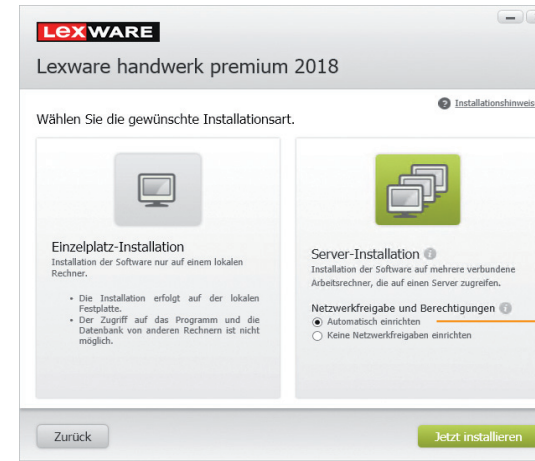 LEXWARE
Lexware handwerk premium 2018
Installationshinweis
Wählen Sie die gewünschte Installationsart.
Einzelplatz-Installation
Installation der Software nur auf einem lokalen
Rechner.
• Die Installation erfolgt auf der lokalen
Festplatte.
• Der Zugriff auf das Programm und die
Datenbank von anderen Rechnern ist nicht
möglich.
Server-Installation
Installation der Software auf mehrere verbundene
Arbeitsrechner, die auf einen Server zugreifen.
Netzwerkfreigabe und Berechtigungen
Automatisch einrichten
Keine Netzwerkfreigaben einrichten
Zurück
Jetzt installieren